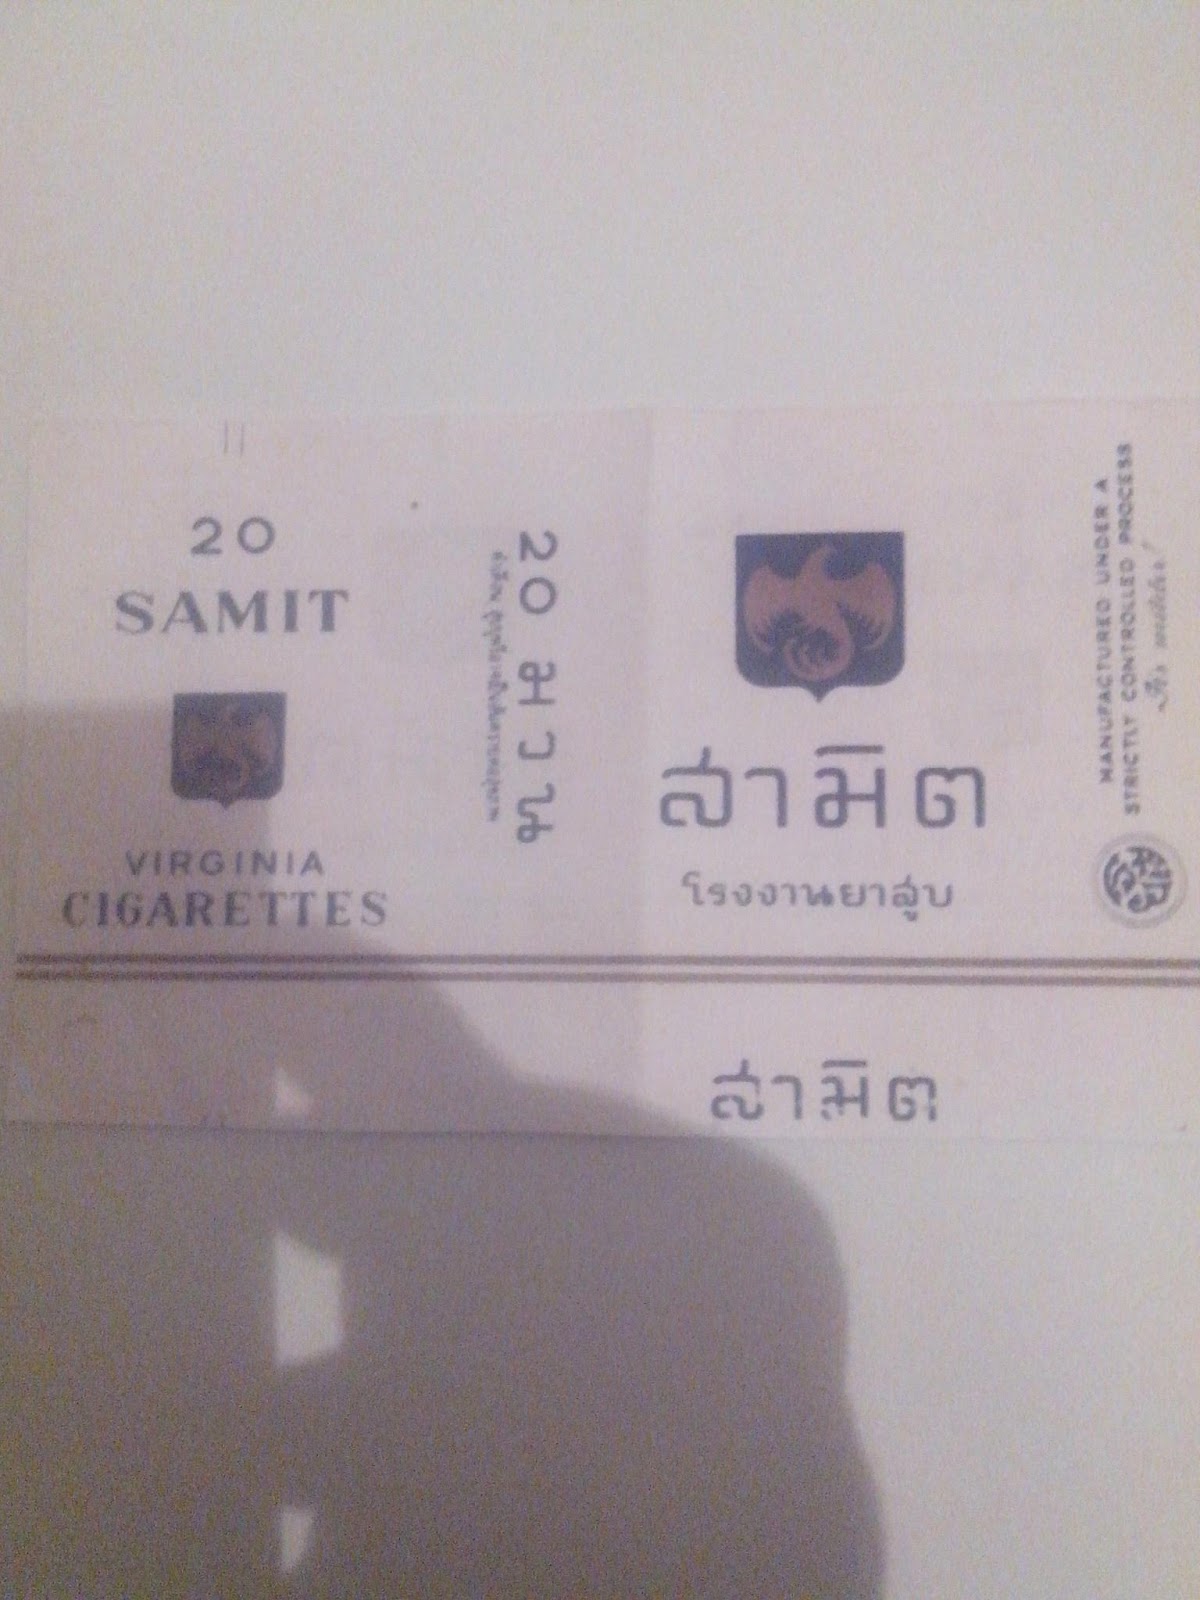 20
SAMIT
VIRGINIA
CIGARETTES
20 มวน
สามิต
โรงงานยาสูบ
สามิต
MANUFACTURED UNDER A
STRICTLY CONTROLLED PROCESS